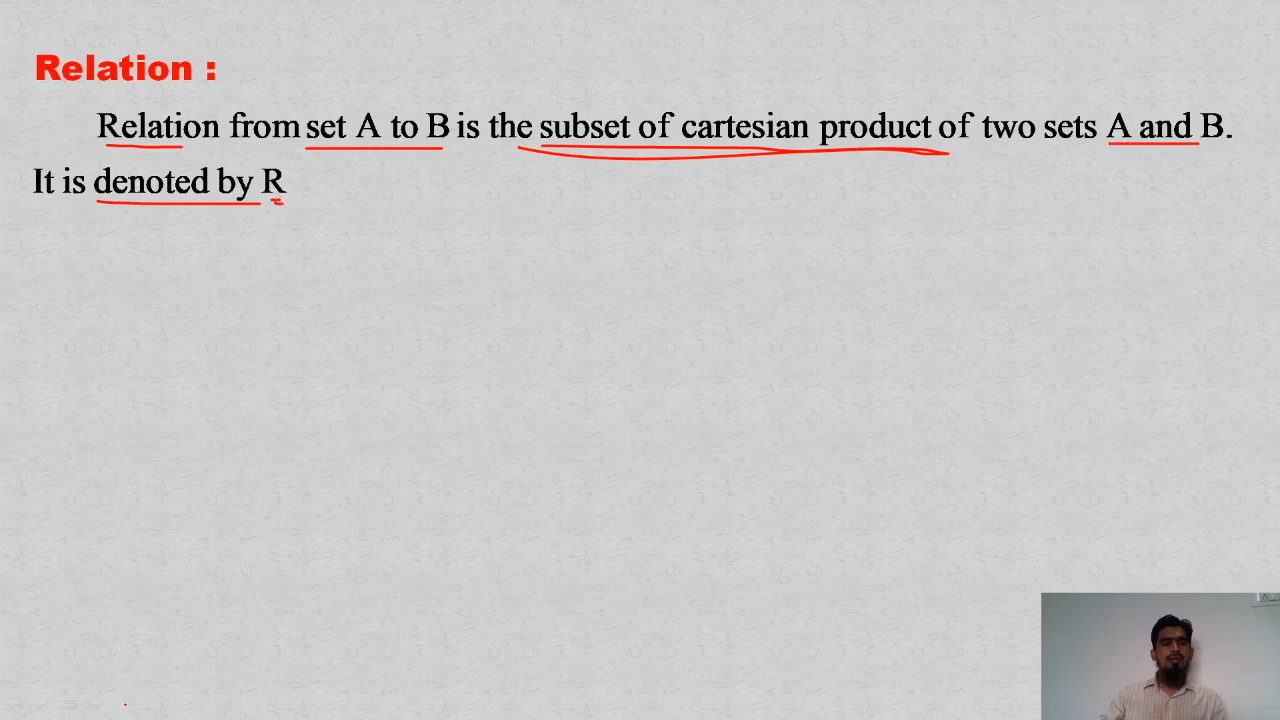 Relation :
Relation from set A to B is the subset of cartesian product of two sets A and B.
It is denoted by R